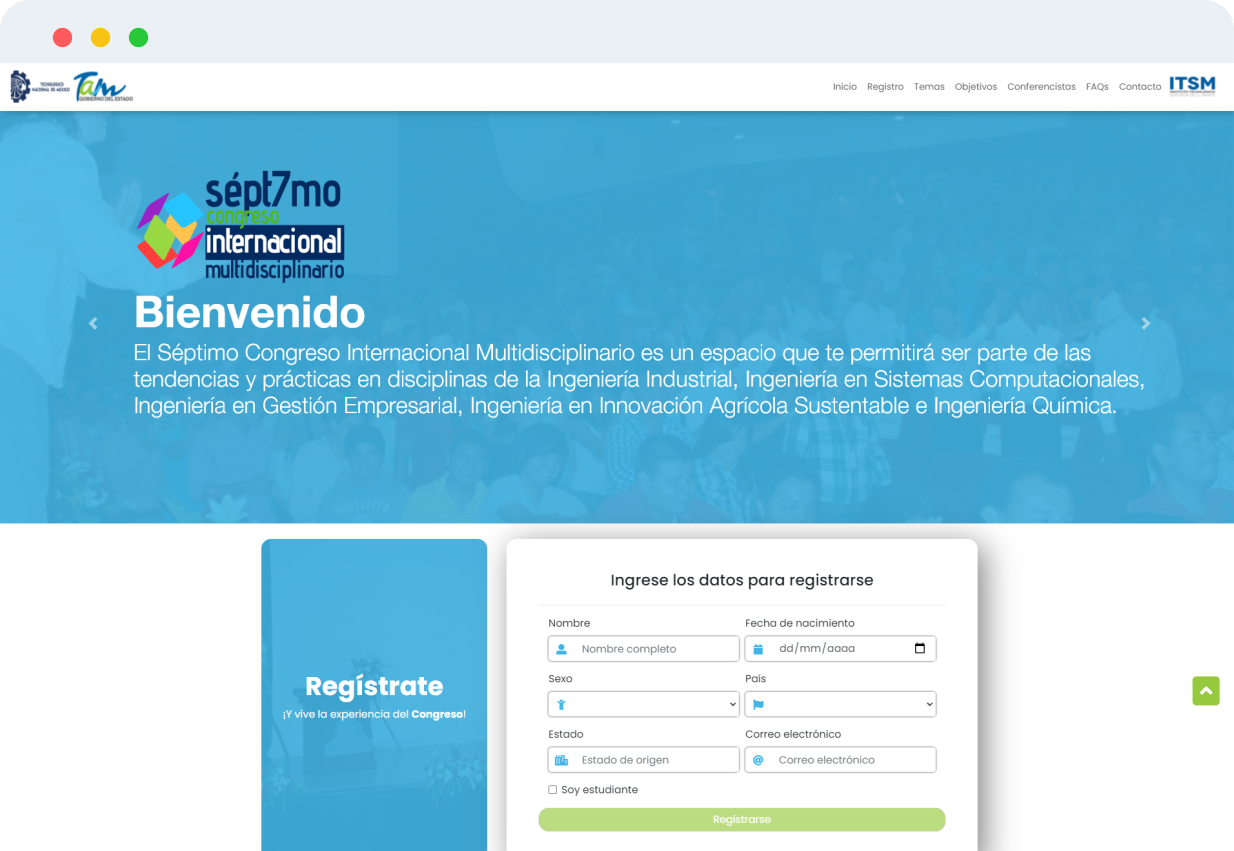 TECNOLÓGICO
NACIONAL DE MÉXICO
Tam
GOBIERNO DEL ESTADO
Inicio Registro Temas Objetivos Conferencistas FAQs Contacto
ITSM
sépt7mo
congreso
internacional
multidisciplinario
Bienvenido
El Séptimo Congreso Internacional Multidisciplinario es un espacio que te permitirá ser parte de las
tendencias y prácticas en disciplinas de la Ingeniería Industrial, Ingeniería en Sistemas Computacionales,
Ingeniería en Gestión Empresarial, Ingeniería en Innovación Agrícola Sustentable e Ingeniería Química.
Regístrate
¡Y vive la experiencia del Congreso!
Ingrese los datos para registrarse
Nombre Fecha de nacimiento
Nombre completo dd/mm/aaaa
Sexo País
Estado Correo electrónico
Estado de origen @ Correo electrónico
Soy estudiante
Registrarse